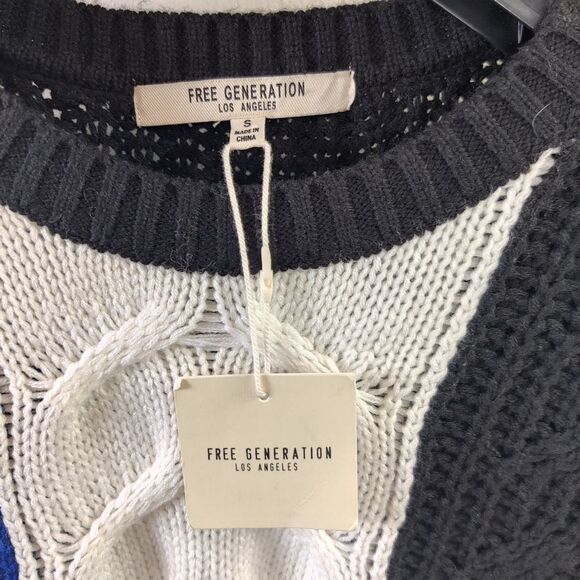 FREE GENERATION
LOS ANGELES
S
MADE IN
CHINA
FREE GENERATION
LOS ANGELES